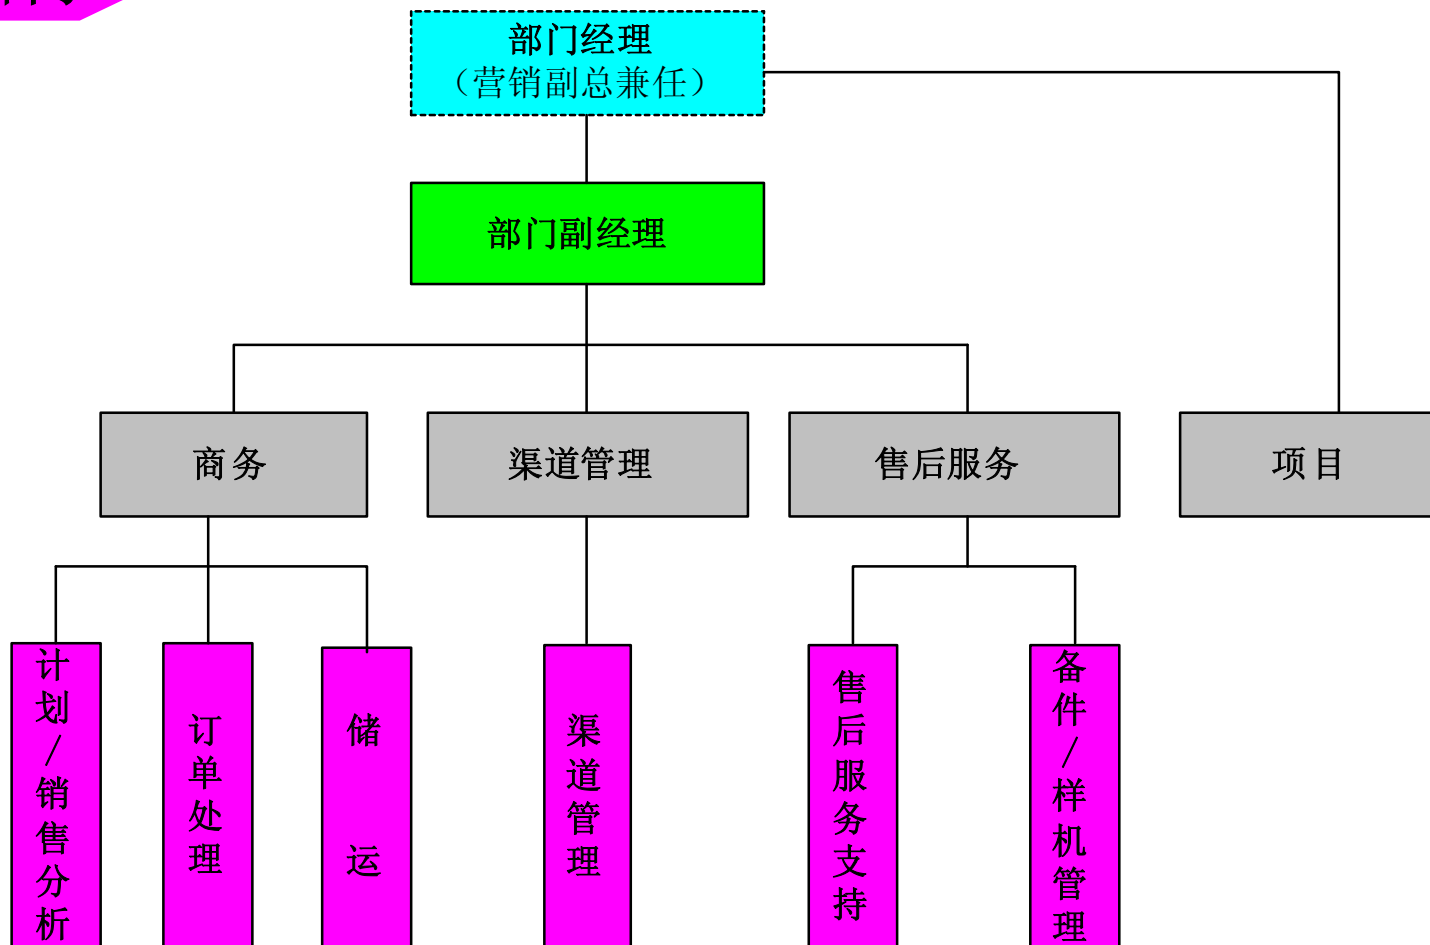 部门经理
（营销副总兼任）
部门副经理
商务
渠道管理
售后服务
项目
计划/销售分析
订单处理
储运
渠道管理
售后服务支持
备件/样机管理